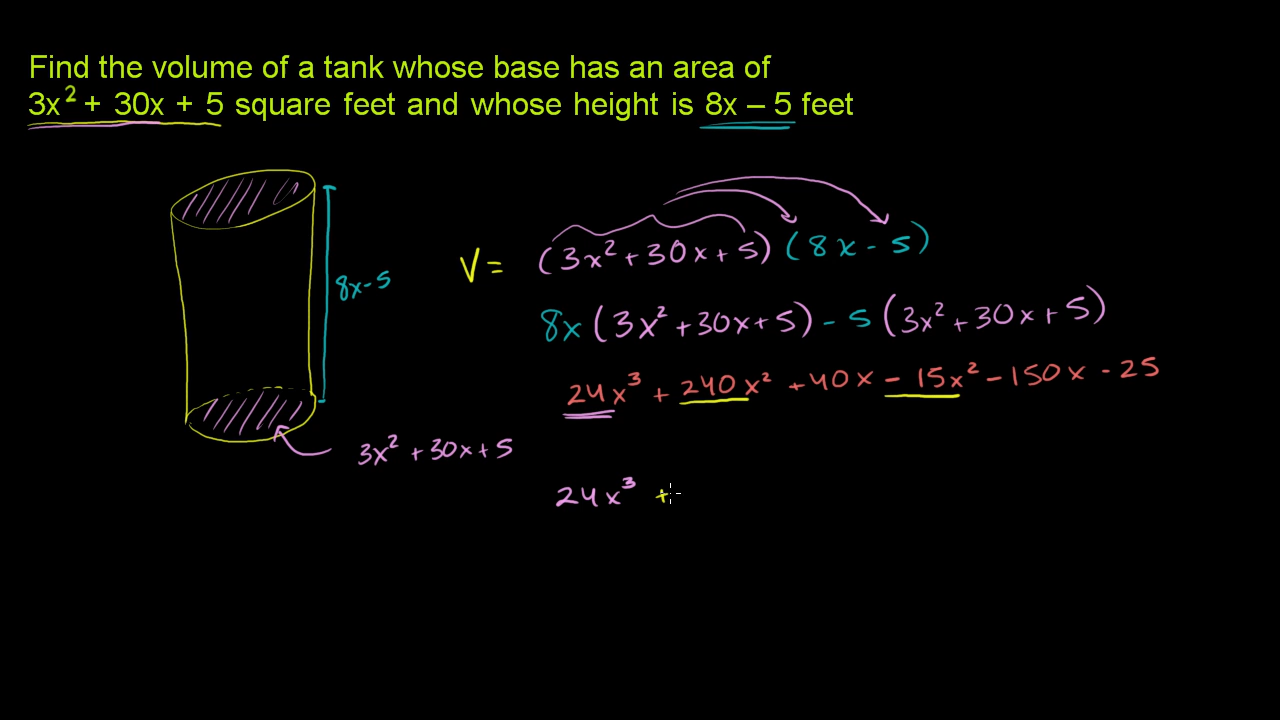 Find the volume of a tank whose base has an area of
3x² + 30x + 5 square feet and whose height is 8x – 5 feet
V = (3x² + 30x + 5) (8x - 5)
8x-5
8x (3x² + 30x + 5) - 5 (3x² + 30x + 5)
24x³ + 240x² + 40x - 15x² - 150x - 25
3x² + 30x + 5
24x³ +